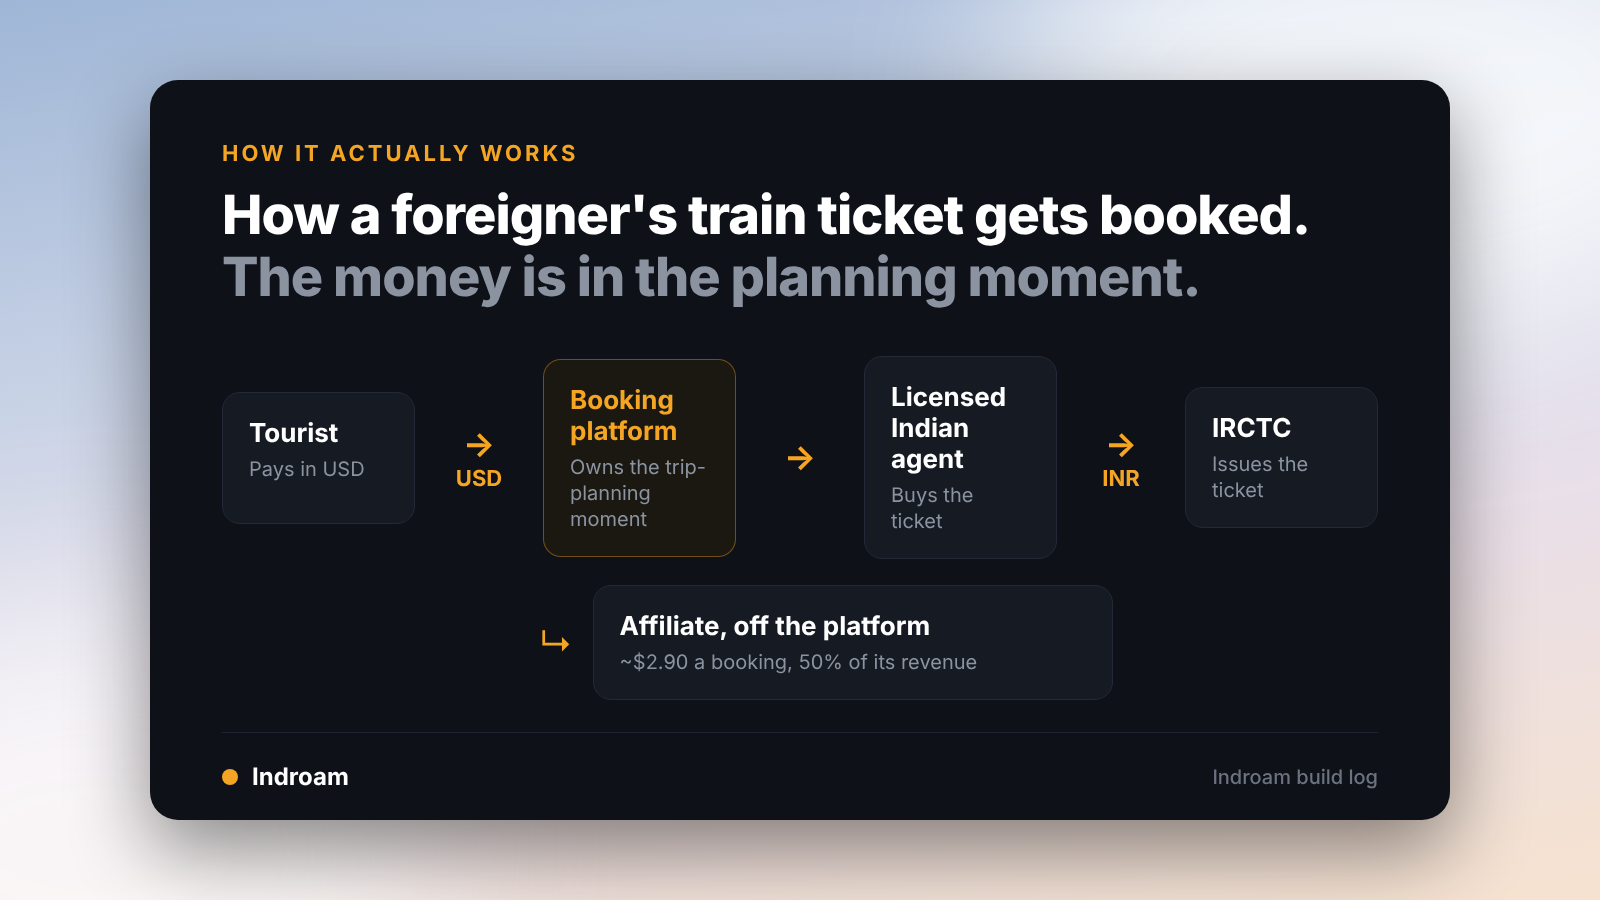 HOW IT ACTUALLY WORKS
How a foreigner's train ticket gets booked.
The money is in the planning moment.
Tourist
Pays in USD
→
USD
Booking
platform
Owns the trip-
planning
moment
→
Licensed
Indian
agent
Buys the
ticket
→
INR
IRCTC
Issues the
ticket
Affiliate, off the platform
~$2.90 a booking, 50% of its revenue
Indroam
Indroam build log